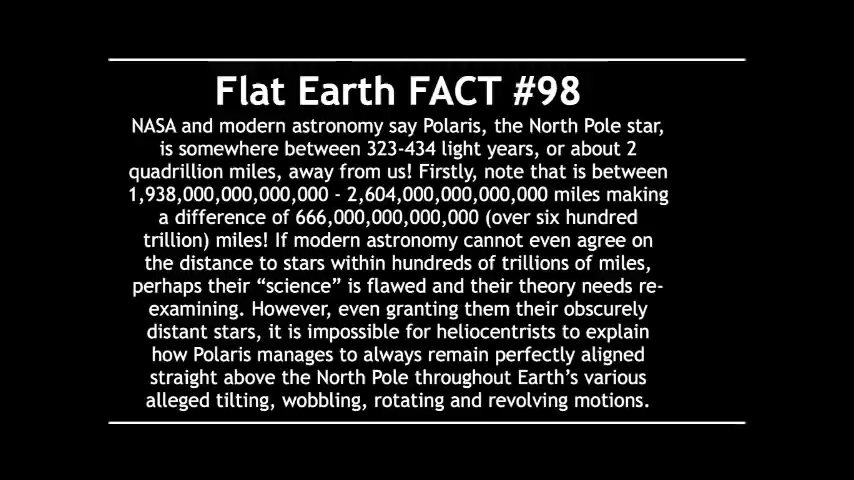 Flat Earth FACT #98
NASA and modern astronomy say Polaris, the North Pole star,
is somewhere between 323-434 light years, or about 2
quadrillion miles, away from us! Firstly, note that is between
1,938,000,000,000,000 - 2,604,000,000,000,000 miles making
a difference of 666,000,000,000,000 (over six hundred
trillion) miles! If modern astronomy cannot even agree on
the distance to stars within hundreds of trillions of miles,
perhaps their “science” is flawed and their theory needs re-
examining. However, even granting them their obscurely
distant stars, it is impossible for heliocentrists to explain
how Polaris manages to always remain perfectly aligned
straight above the North Pole throughout Earth’s various
alleged tilting, wobbling, rotating and revolving motions.